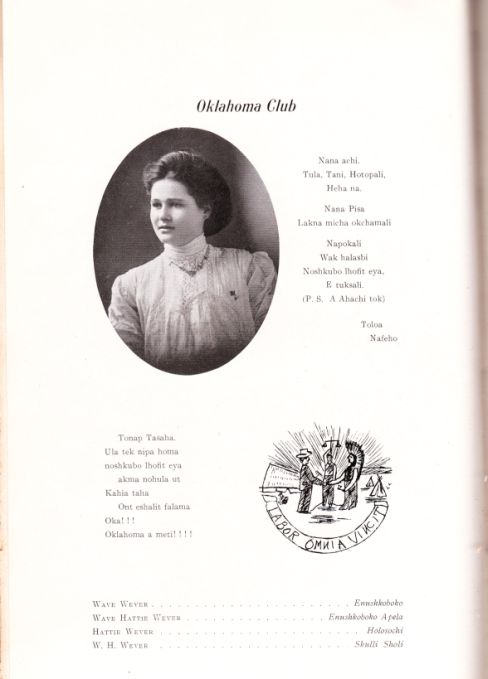 Oklahoma Club
Nana achi.
Tula, Tani, Hotopali,
Heha na.
Nana Pisa
Lakna micha okchamali
Napokali
Wak halasbi
Noshkubo lhofit eya,
E tuksali.
(P. S. A Ahachi tok)
Toloa
Nafeho
Tonap Tasaha.
Ula tek nipa homa
noshkubo lhofit eya
akma nohula ut
Kahia taha
Ont eshalit falama
Oka!!!
Oklahoma a meti!!!!
LABOR OMNIA VINCIT
WAVE WEVER . . . . . . . . . . . . . . . . . . . . . . . . Enushkoboko
WAVE HATTIE WEVER . . . . . . . . . . . . . . . . . Enushkoboko Apela
HATTIE WEVER . . . . . . . . . . . . . . . . . . . . . . . . Holosochi
W. H. WEVER . . . . . . . . . . . . . . . . . . . . . . . Skulli Sholi